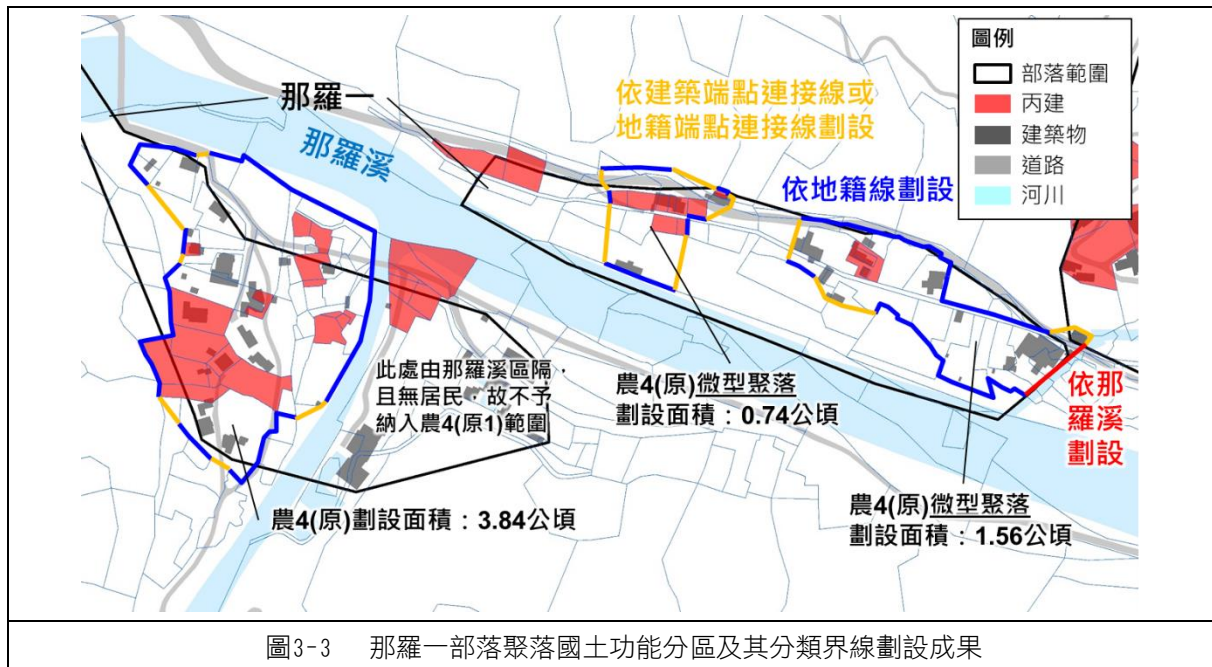 圖例
部落範圍
丙建
建築物
道路
河川
那羅一
那羅溪
依建築端點連接線或
地籍端點連接線劃設
依地籍線劃設
此處由那羅溪區隔，
且無居民，故不予
納入農4(原1)範圍
農4(原)微型聚落
劃設面積：0.74公頃
依那
羅溪
劃設
農4(原)微型聚落
劃設面積：1.56公頃
農4(原)劃設面積：3.84公頃
圖3-3 那羅一部落聚落國土功能分區及其分類界線劃設成果